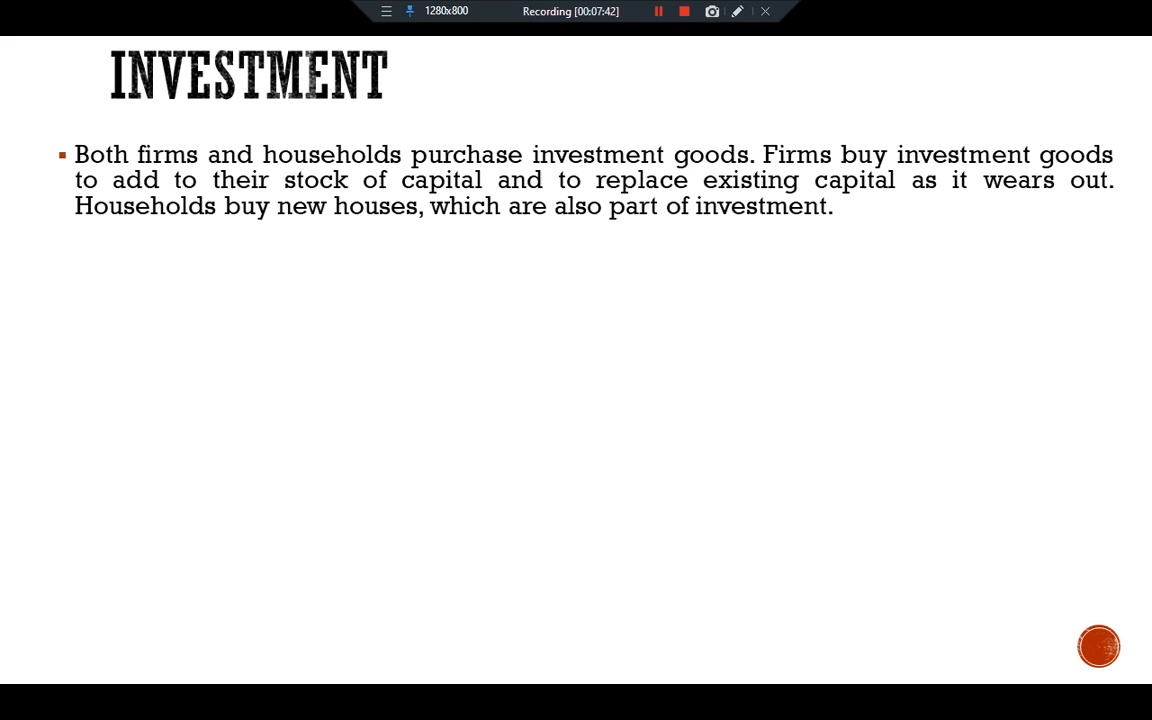 1280x800 Recording [00:07:42]
INVESTMENT
▪ Both firms and households purchase investment goods. Firms buy investment goods
to add to their stock of capital and to replace existing capital as it wears out.
Households buy new houses, which are also part of investment.